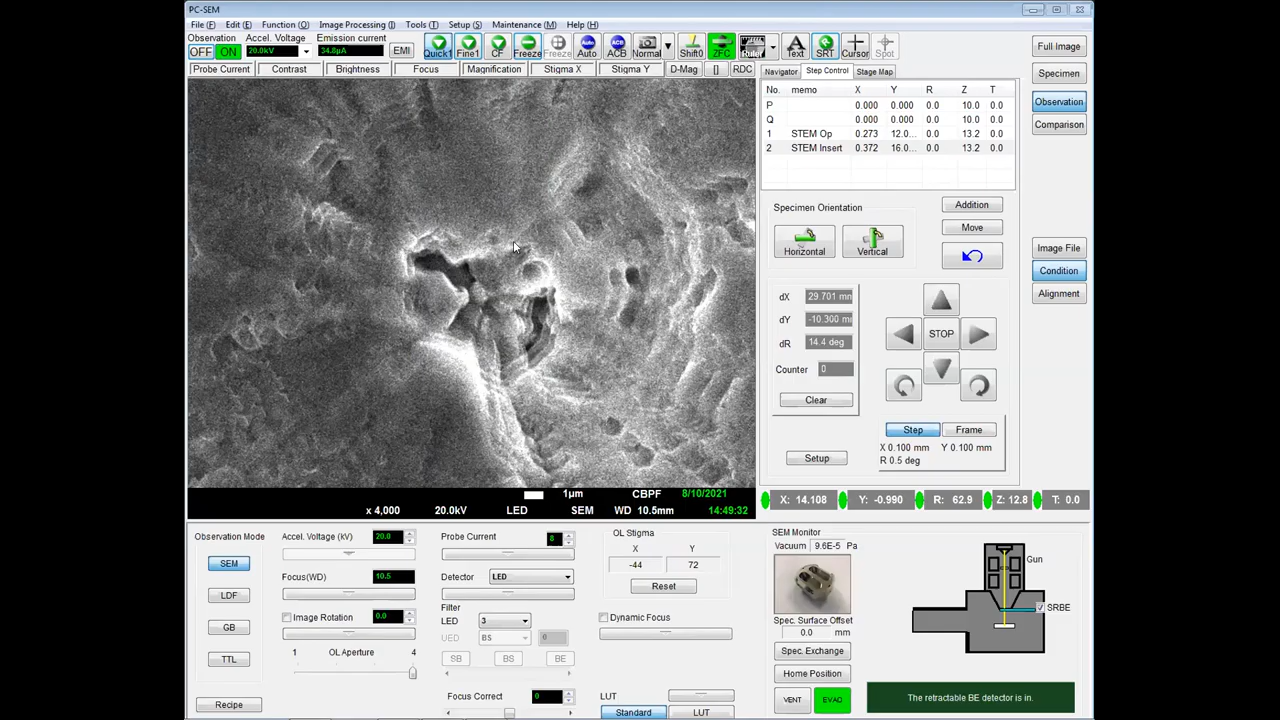 PC-SEM
File (F) Edit (E) Function (O) Image Processing (I) Tools (T) Setup (S) Maintenance (M) Help (H)
Observation Accel. Voltage Emission current
OFF ON 20.0kV 34.8µA EMI Quick1 Fine1 CF Freeze Freeze Auto ACB Normal Shift0 ZFC Ruler Text SRT Cursor Spot
Probe Current Contrast Brightness Focus Magnification Stigma X Stigma Y D-Mag [] RDC
Full Image
Specimen
Observation
Comparison
Image File
Condition
Alignment
Navigator Step Control Stage Map
No. memo X Y R Z T
P 0.000 0.000 0.0 10.0 0.0
Q 0.000 0.000 0.0 10.0 0.0
1 STEM Op 0.273 12.0... 0.0 13.2 0.0
2 STEM Insert 0.372 16.0... 0.0 13.2 0.0
Specimen Orientation
Horizontal Vertical
Addition
Move
dX 29.701 mm
dY -10.300 m
dR 14.4 deg
Counter 0
Clear
STOP
Setup
Step Frame
X 0.100 mm Y 0.100 mm
R 0.5 deg
1µm CBPF 8/10/2021
x 4,000 20.0kV LED SEM WD 10.5mm 14:49:32
X: 14.108 Y: -0.990 R: 62.9 Z: 12.8 T: 0.0
Observation Mode
SEM
LDF
GB
TTL
Recipe
Accel. Voltage (kV) 20.0
Focus(WD) 10.5
Image Rotation 0.0
1 OL Aperture 4
Probe Current 8
Detector LED
Filter
LED 3
UED BS 0
SB BS BE
Focus Correct 0
OL Stigma
X Y
-44 72
Reset
Dynamic Focus
LUT
Standard LUT
SEM Monitor
Vacuum 9.6E-5 Pa
Spec. Surface Offset
0.0 mm
Spec. Exchange
Home Position
VENT EVAC
Gun
SRBE
The retractable BE detector is in.